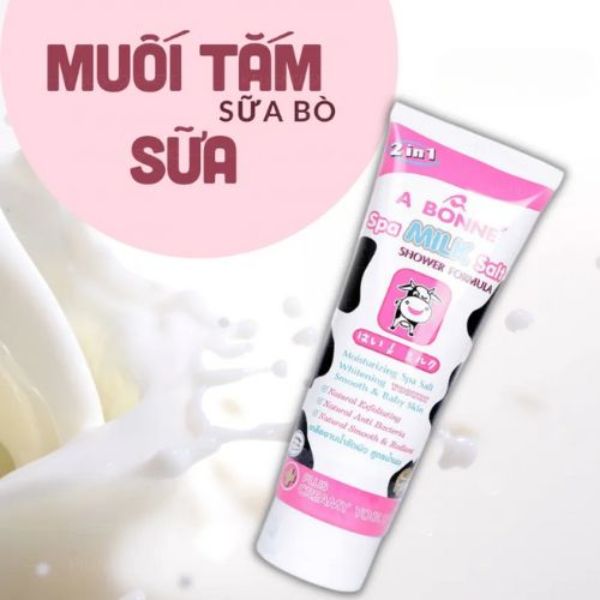 MUỐI TẮM
SỮA BÒ
SỮA
2 in 1
A BONNE'
Spa MILK Salt
SHOWER FORMULA
Moisturizing Spa Salt
Whitening YOGURT
Smooth & Baby Skin
Natural Exfoliating
Natural Anti Bacteria
Natural Smooth & Radiant
PLUS
CREAMY